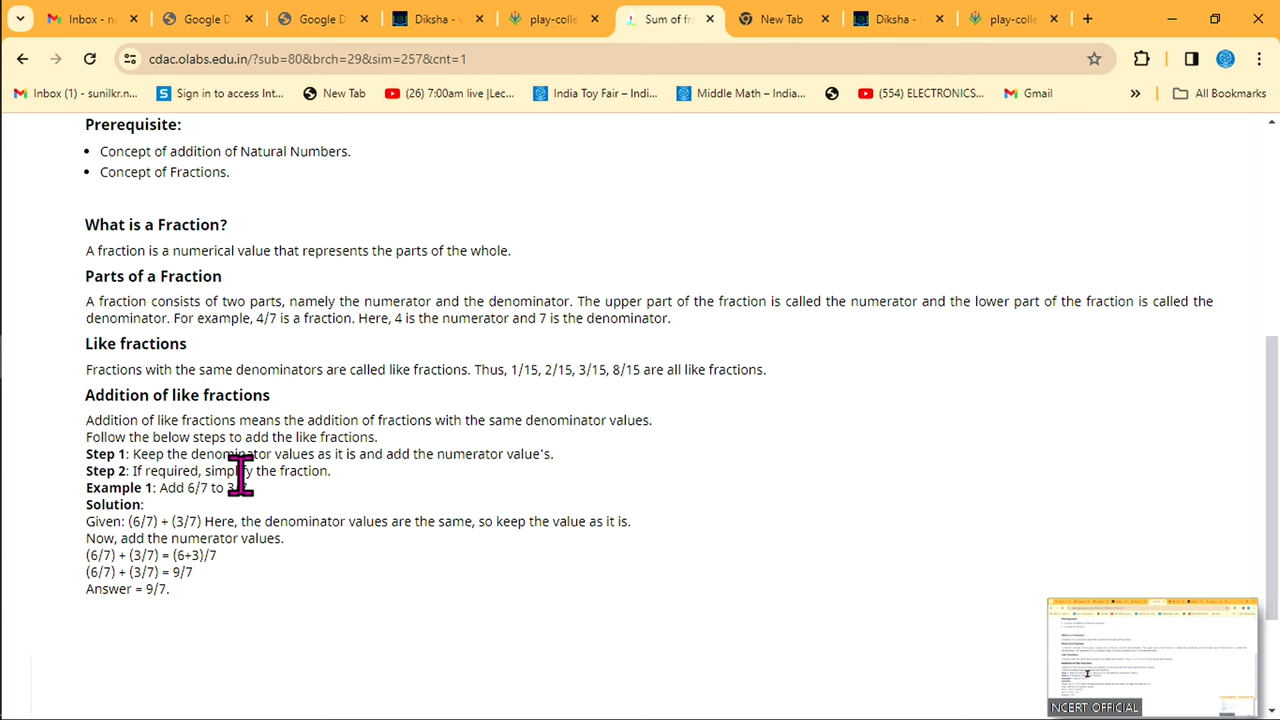 Inbox - n
Google D
Google D
Diksha -
play-colle
Sum of fr
New Tab
Diksha -
play-colle
cdac.olabs.edu.in/?sub=80&brch=29&sim=257&cnt=1
Inbox (1) - sunilkr.n...
Sign in to access Int...
New Tab
(26) 7:00am live |Lec...
India Toy Fair – Indi...
Middle Math – India...
(554) ELECTRONICS...
Gmail
All Bookmarks
Prerequisite:
• Concept of addition of Natural Numbers.
• Concept of Fractions.
What is a Fraction?
A fraction is a numerical value that represents the parts of the whole.
Parts of a Fraction
A fraction consists of two parts, namely the numerator and the denominator. The upper part of the fraction is called the numerator and the lower part of the fraction is called the
denominator. For example, 4/7 is a fraction. Here, 4 is the numerator and 7 is the denominator.
Like fractions
Fractions with the same denominators are called like fractions. Thus, 1/15, 2/15, 3/15, 8/15 are all like fractions.
Addition of like fractions
Addition of like fractions means the addition of fractions with the same denominator values.
Follow the below steps to add the like fractions.
Step 1: Keep the denominator values as it is and add the numerator value's.
Step 2: If required, simplify the fraction.
Example 1: Add 6/7 to 3/7
Solution:
Given: (6/7) + (3/7) Here, the denominator values are the same, so keep the value as it is.
Now, add the numerator values.
(6/7) + (3/7) = (6+3)/7
(6/7) + (3/7) = 9/7
Answer = 9/7.
NCERT OFFICIAL